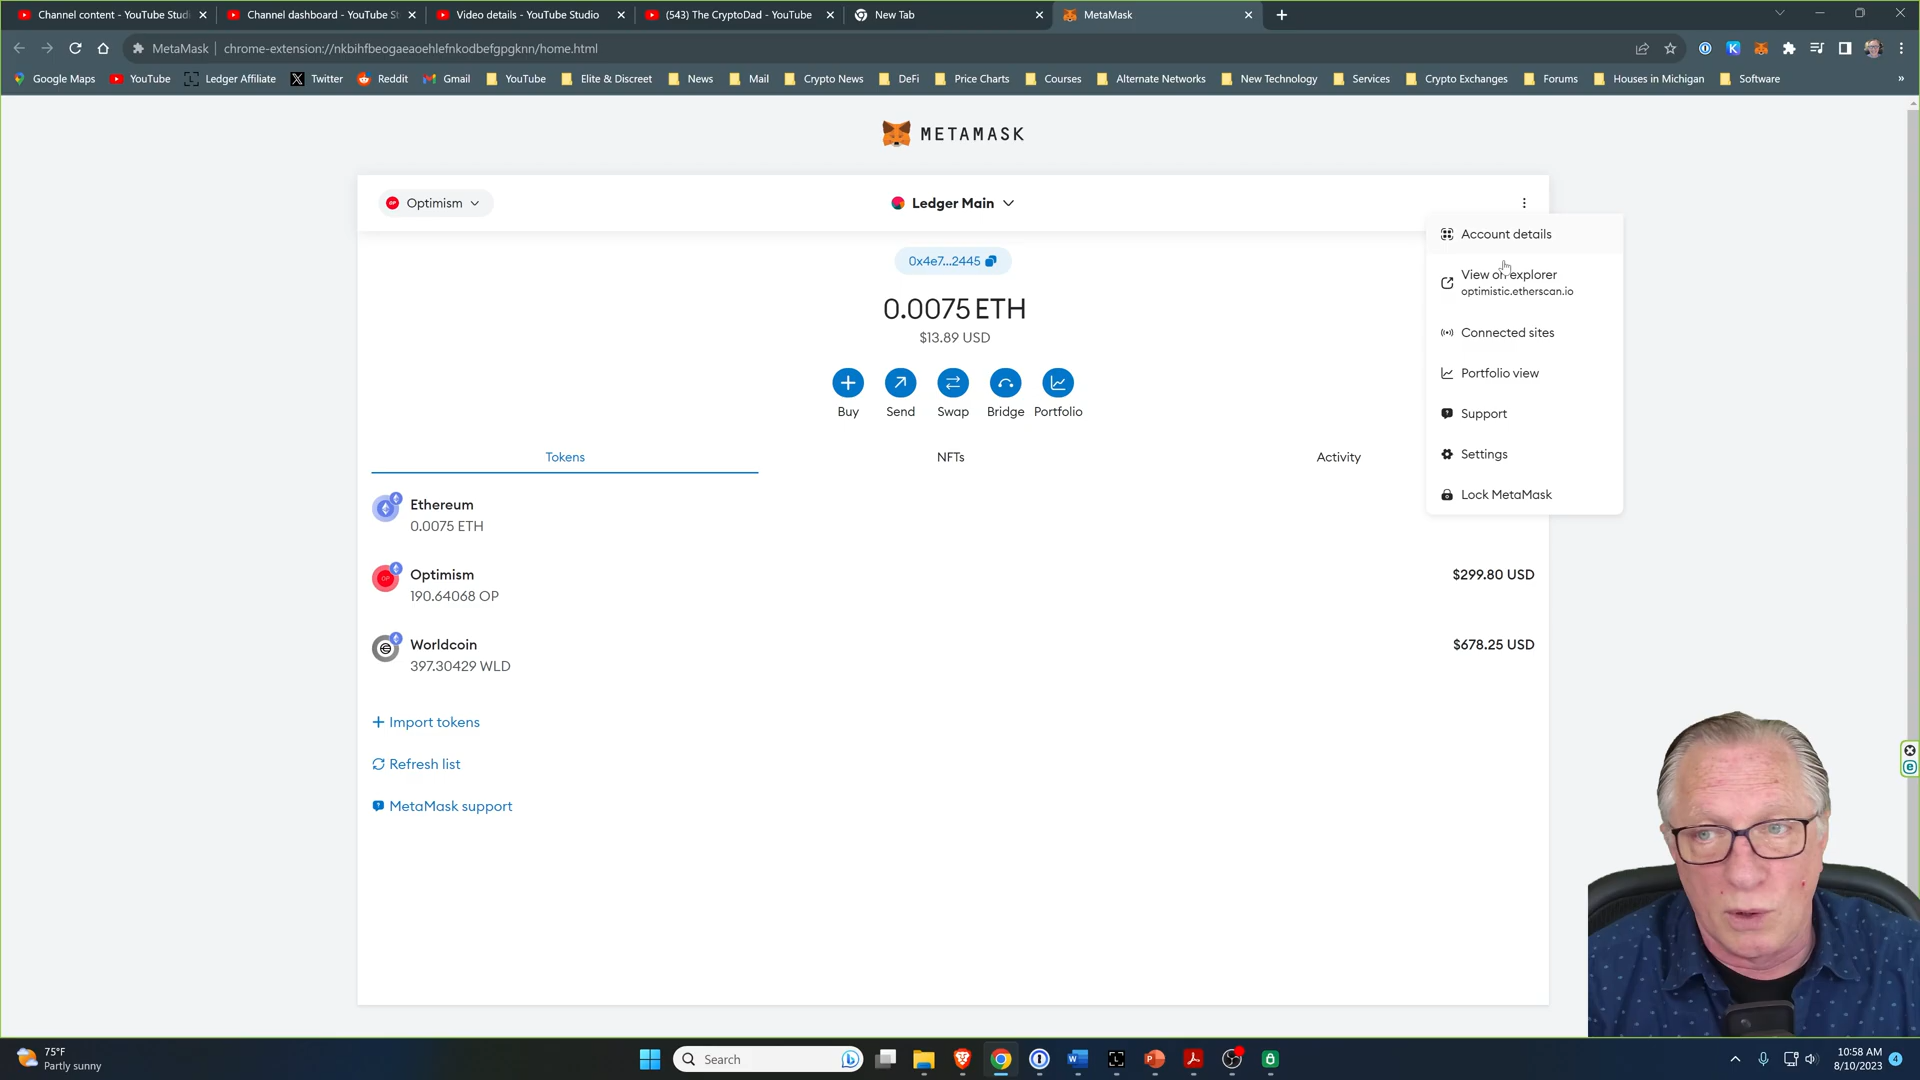 Channel content - YouTube Studi
Channel dashboard - YouTube St
Video details - YouTube Studio
(543) The CryptoDad - YouTube
New Tab
MetaMask
MetaMask
chrome-extension://nkbihfbeogaeaoehlefnkodbefgpgknn/home.html
Google Maps
YouTube
Ledger Affiliate
Twitter
Reddit
Gmail
YouTube
Elite & Discreet
News
Mail
Crypto News
DeFi
Price Charts
Courses
Alternate Networks
New Technology
Services
Crypto Exchanges
Forums
Houses in Michigan
Software
»
METAMASK
Optimism
Ledger Main
0x4e7...2445
0.0075 ETH
$13.89 USD
Buy
Send
Swap
Bridge
Portfolio
Account details
View on explorer
optimistic.etherscan.io
Connected sites
Portfolio view
Support
Settings
Lock MetaMask
Tokens
NFTs
Activity
Ethereum
0.0075 ETH
Optimism
190.64068 OP
$299.80 USD
Worldcoin
397.30429 WLD
$678.25 USD
Import tokens
Refresh list
MetaMask support
75°F
Partly sunny
Search
10:58 AM
8/10/2023
4